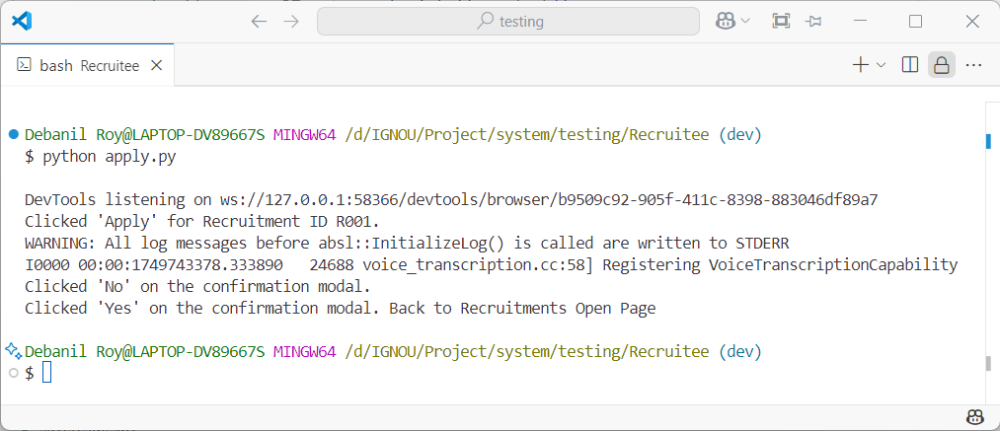 testing
bash Recruitee
Debanil Roy@LAPTOP-DV89667S MINGW64 /d/IGNOU/Project/system/testing/Recruitee (dev)
$ python apply.py
DevTools listening on ws://127.0.0.1:58366/devtools/browser/b9509c92-905f-411c-8398-883046df89a7
Clicked 'Apply' for Recruitment ID R001.
WARNING: All log messages before absl::InitializeLog() is called are written to STDERR
I0000 00:00:1749743378.333890   24688 voice_transcription.cc:58] Registering VoiceTranscriptionCapability
Clicked 'No' on the confirmation modal.
Clicked 'Yes' on the confirmation modal. Back to Recruitments Open Page
Debanil Roy@LAPTOP-DV89667S MINGW64 /d/IGNOU/Project/system/testing/Recruitee (dev)
$